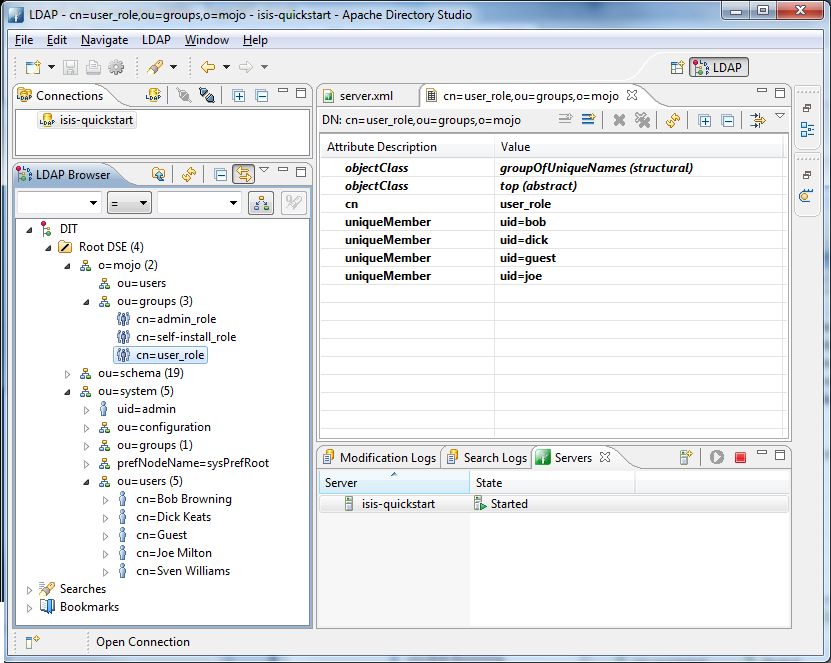 LDAP - cn=user_role,ou=groups,o=mojo - isis-quickstart - Apache Directory Studio
File Edit Navigate LDAP Window Help
LDAP
Connections
isis-quickstart
LDAP Browser
=
DIT
Root DSE (4)
o=mojo (2)
ou=users
ou=groups (3)
cn=admin_role
cn=self-install_role
cn=user_role
ou=schema (19)
ou=system (5)
uid=admin
ou=configuration
ou=groups (1)
prefNodeName=sysPrefRoot
ou=users (5)
cn=Bob Browning
cn=Dick Keats
cn=Guest
cn=Joe Milton
cn=Sven Williams
Searches
Bookmarks
server.xml cn=user_role,ou=groups,o=mojo
DN: cn=user_role,ou=groups,o=mojo
Attribute Description Value
objectClass groupOfUniqueNames (structural)
objectClass top (abstract)
cn user_role
uniqueMember uid=bob
uniqueMember uid=dick
uniqueMember uid=guest
uniqueMember uid=joe
Modification Logs Search Logs Servers
Server State
isis-quickstart Started
Open Connection